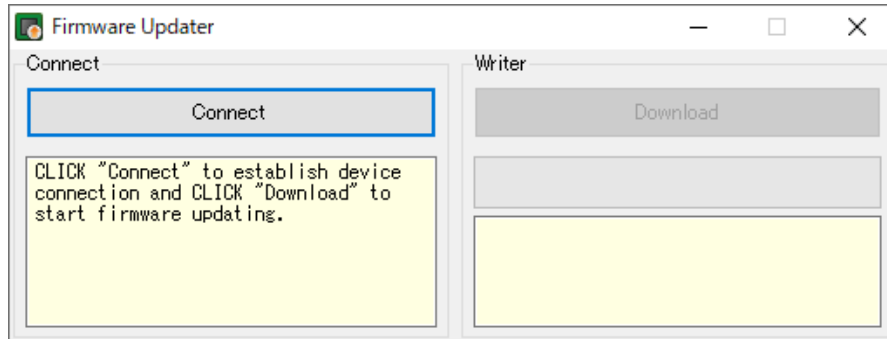 Firmware Updater
Connect
Connect
CLICK "Connect" to establish device
connection and CLICK "Download" to
start firmware updating.
Writer
Download